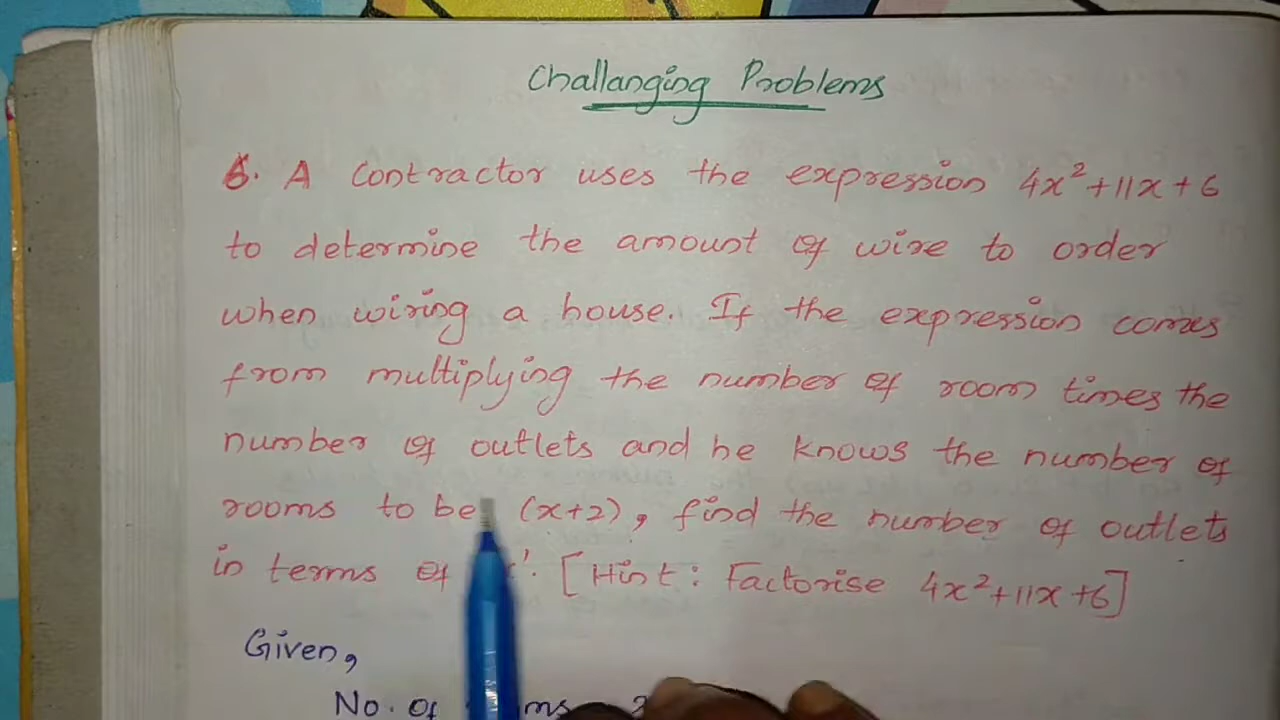 Challanging Problems
6. A contractor uses the expression 4x²+11x+6
to determine the amount of wire to order
when wiring a house. If the expression comes
from multiplying the number of room times the
number of outlets and he knows the number of
rooms to be (x+2), find the number of outlets
in terms of [Hint: Factorise 4x²+11x+6]
Given,
No. of